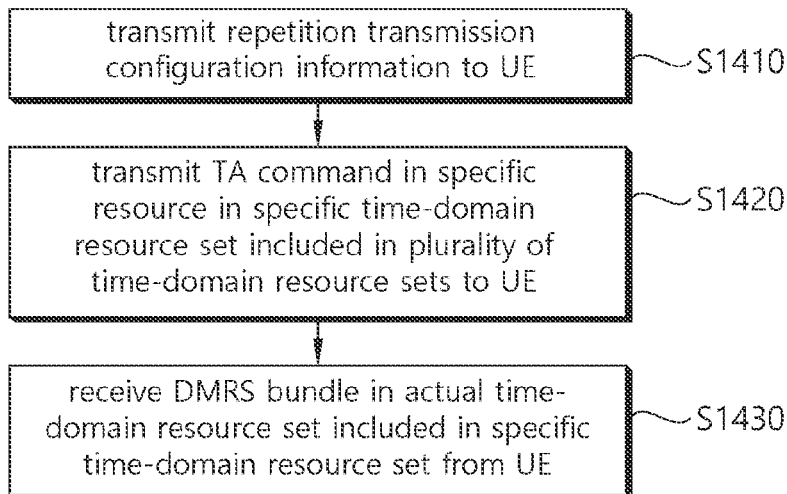 transmit repetition transmission
configuration information to UE
S1410
transmit TA command in specific
resource in specific time-domain
resource set included in plurality of
time-domain resource sets to UE
S1420
receive DMRS bundle in actual time-
domain resource set included in specific
time-domain resource set from UE
S1430